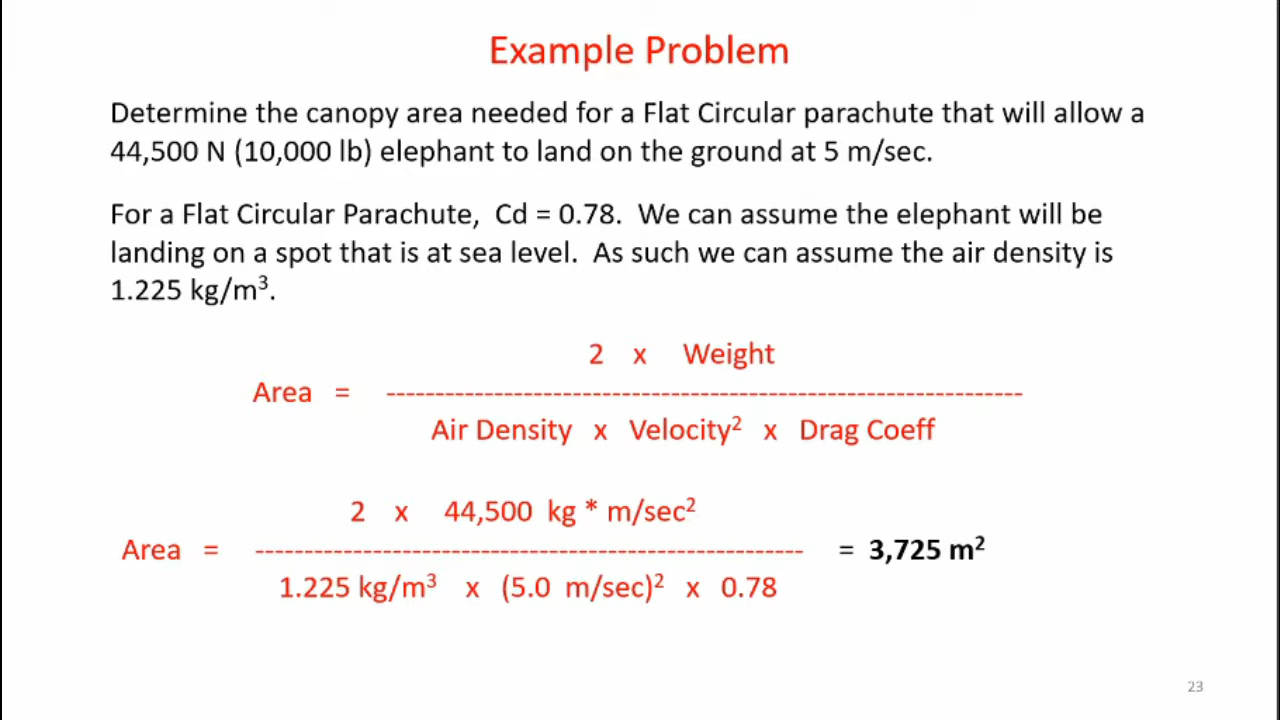 Example Problem
Determine the canopy area needed for a Flat Circular parachute that will allow a
44,500 N (10,000 lb) elephant to land on the ground at 5 m/sec.
For a Flat Circular Parachute,  Cd = 0.78.  We can assume the elephant will be
landing on a spot that is at sea level.  As such we can assume the air density is
1.225 kg/m³.
2 x Weight
Area = ----------------------------------------------------------------
Air Density x Velocity² x Drag Coeff
2 x 44,500 kg * m/sec²
Area = ------------------------------------------------------- = 3,725 m²
1.225 kg/m³ x (5.0 m/sec)² x 0.78
23